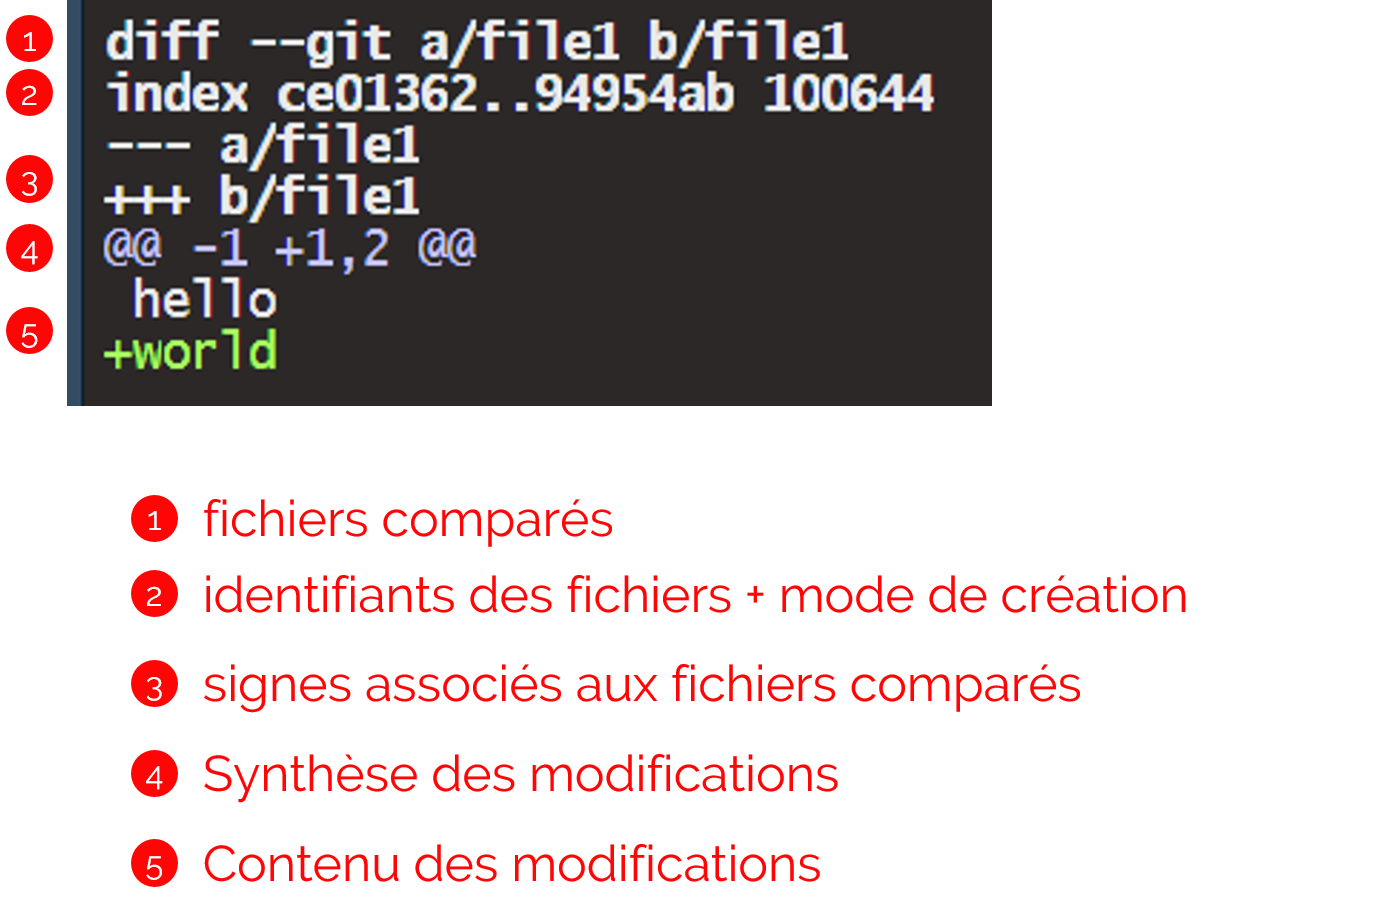 1 diff --git a/file1 b/file1
2 index ce01362..94954ab 100644
--- a/file1
3 +++ b/file1
4 @@ -1 +1,2 @@
hello
5 +world
1 fichiers comparés
2 identifiants des fichiers + mode de création
3 signes associés aux fichiers comparés
4 Synthèse des modifications
5 Contenu des modifications